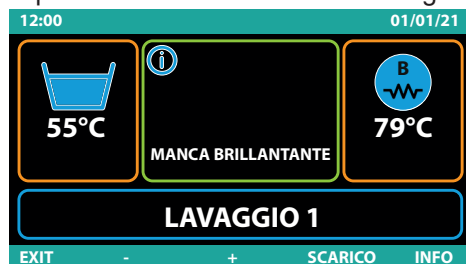 12:00 01/01/21
B
55°C
79°C
MANCA BRILLANTANTE
LAVAGGIO 1
EXIT - + SCARICO INFO